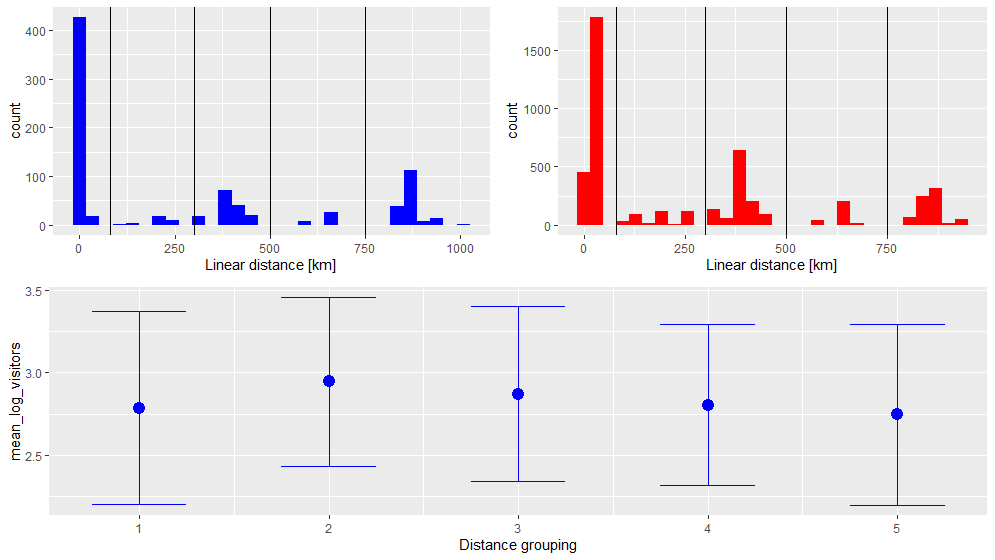 count
400
300
200
100
0
0 250 500 750 1000
Linear distance [km]
count
1500
1000
500
0
0 250 500 750
Linear distance [km]
mean_log_visitors
3.5
3.0
2.5
1 2 3 4 5
Distance grouping